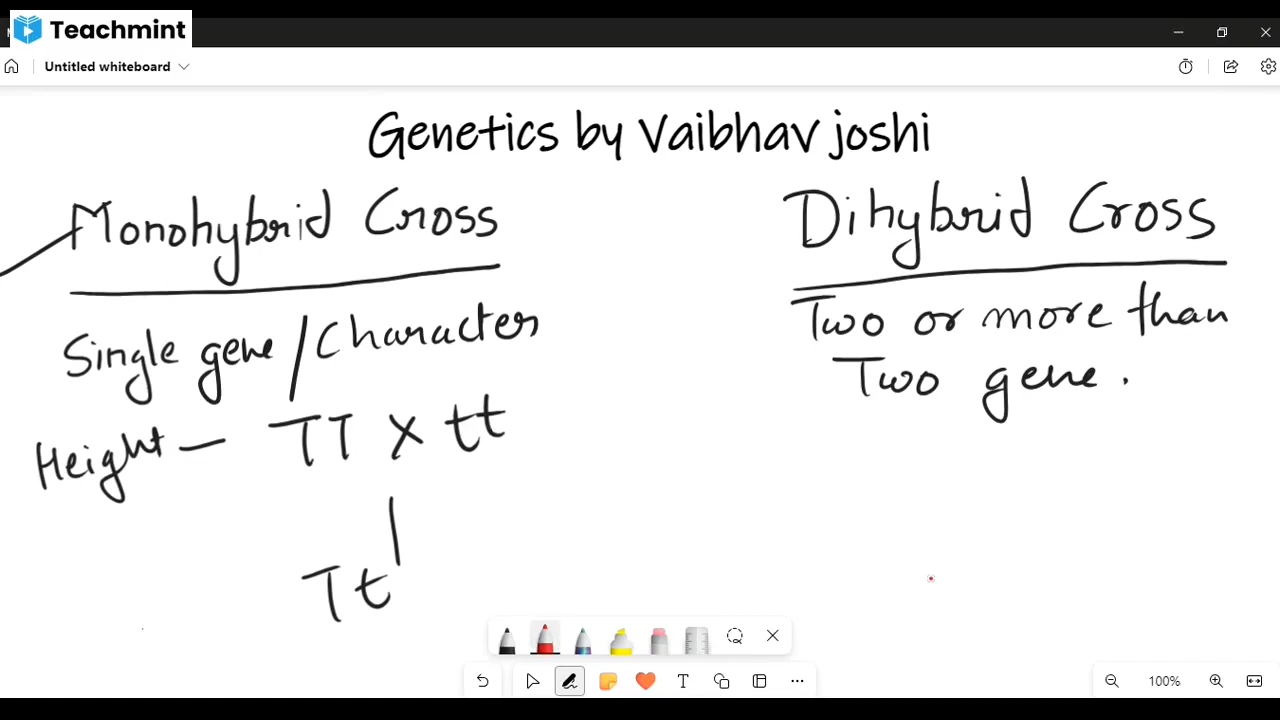 Teachmint
Untitled whiteboard
Genetics by Vaibhav joshi
Monohybrid Cross
Single gene/Character
Height – TT X tt
Tt
Dihybrid Cross
Two or more than
Two gene.
100%